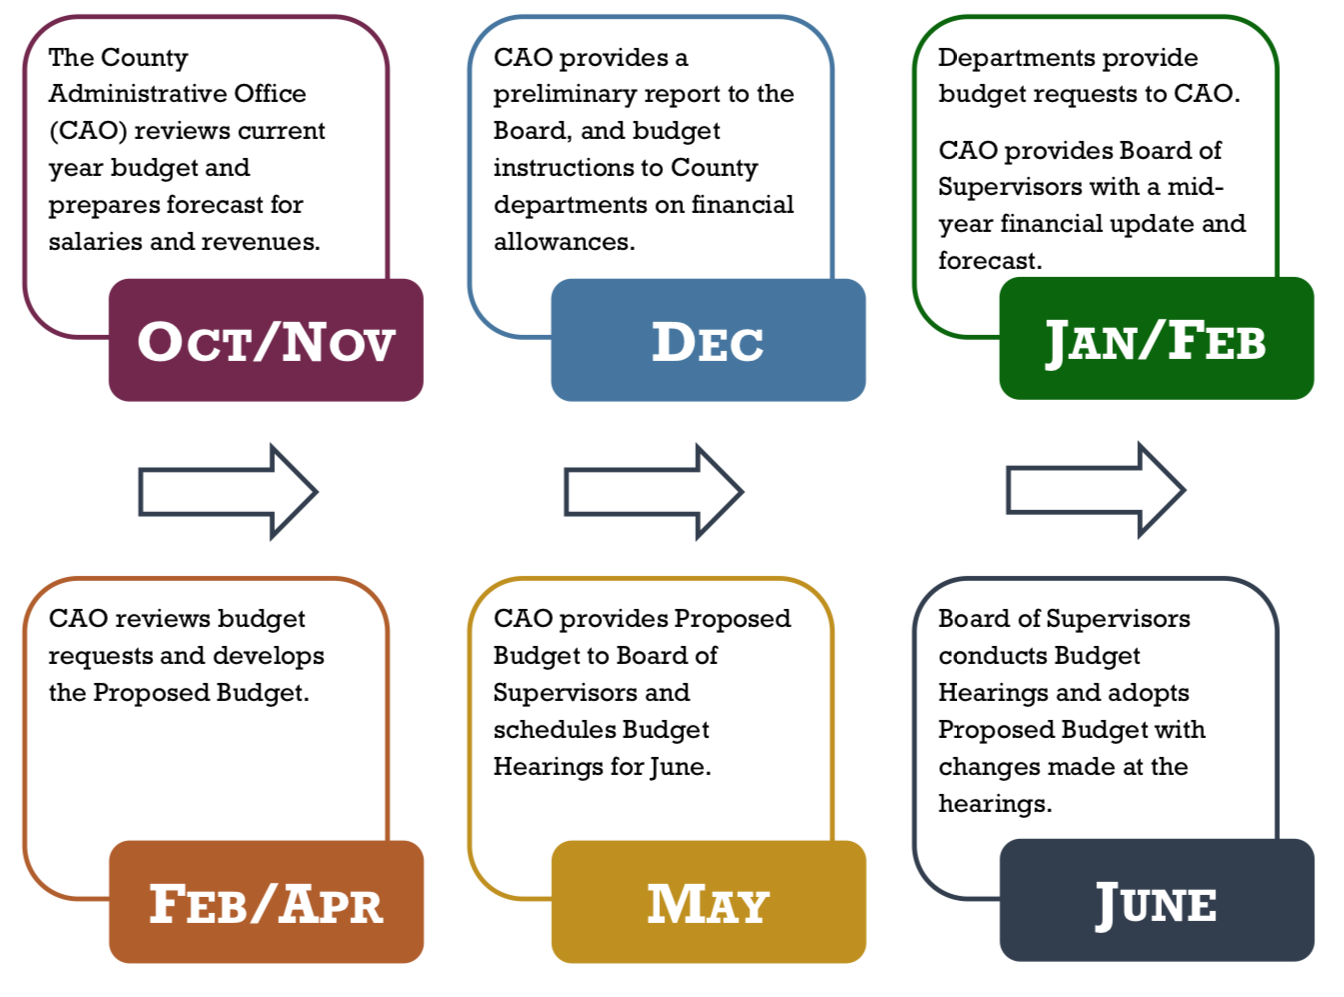 The County
Administrative Office
(CAO) reviews current
year budget and
prepares forecast for
salaries and revenues.
OCT/NOV
CAO provides a
preliminary report to the
Board, and budget
instructions to County
departments on financial
allowances.
DEC
Departments provide
budget requests to CAO.
CAO provides Board of
Supervisors with a mid-
year financial update and
forecast.
JAN/FEB
CAO reviews budget
requests and develops
the Proposed Budget.
FEB/APR
CAO provides Proposed
Budget to Board of
Supervisors and
schedules Budget
Hearings for June.
MAY
Board of Supervisors
conducts Budget
Hearings and adopts
Proposed Budget with
changes made at the
hearings.
JUNE